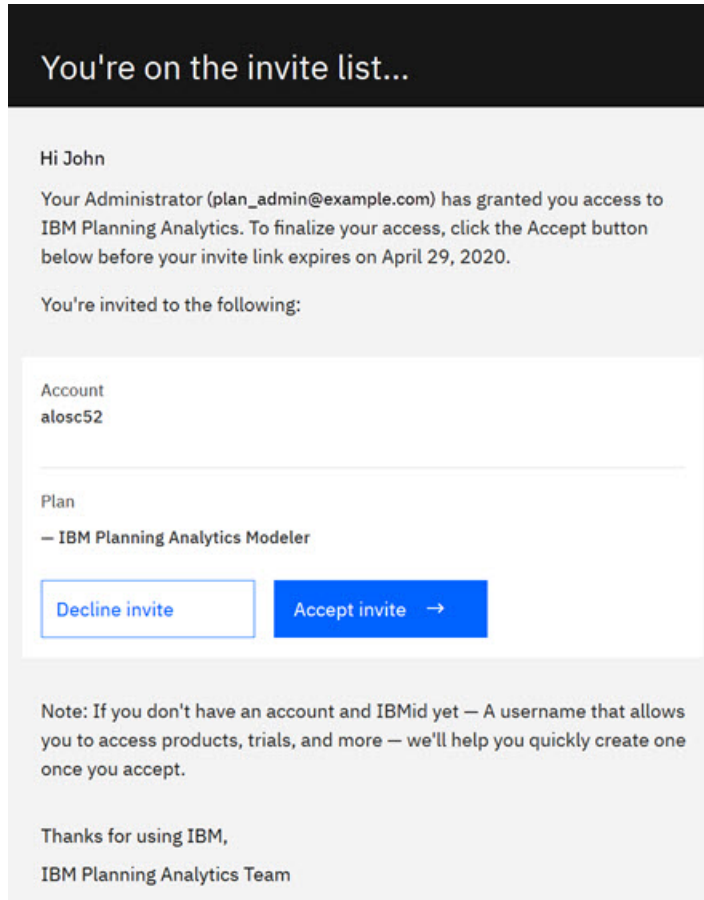 You're on the invite list...
Hi John
Your Administrator (plan_admin@example.com) has granted you access to
IBM Planning Analytics. To finalize your access, click the Accept button
below before your invite link expires on April 29, 2020.
You're invited to the following:
Account
alosc52
Plan
— IBM Planning Analytics Modeler
Decline invite
Accept invite →
Note: If you don't have an account and IBMid yet — A username that allows
you to access products, trials, and more — we'll help you quickly create one
once you accept.
Thanks for using IBM,
IBM Planning Analytics Team